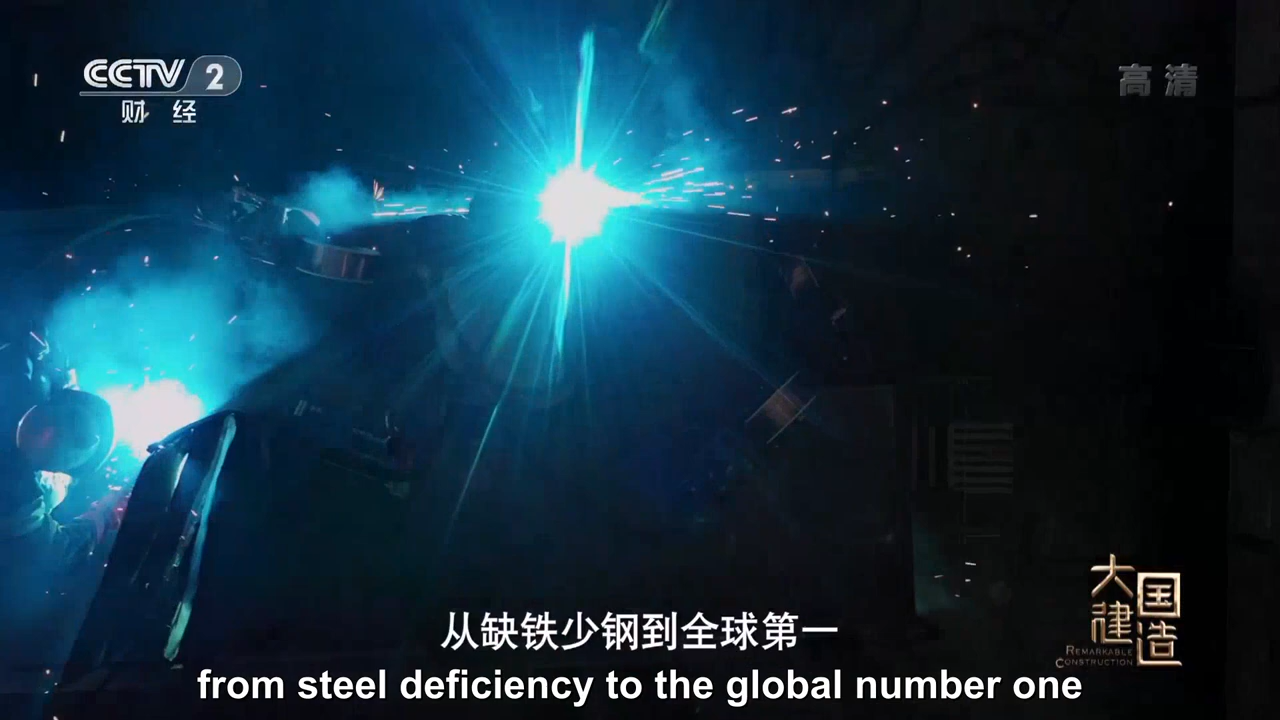 CCTV 2
财经
高清
大国建造
REMARKABLE
CONSTRUCTION
从缺铁少钢到全球第一
from steel deficiency to the global number one